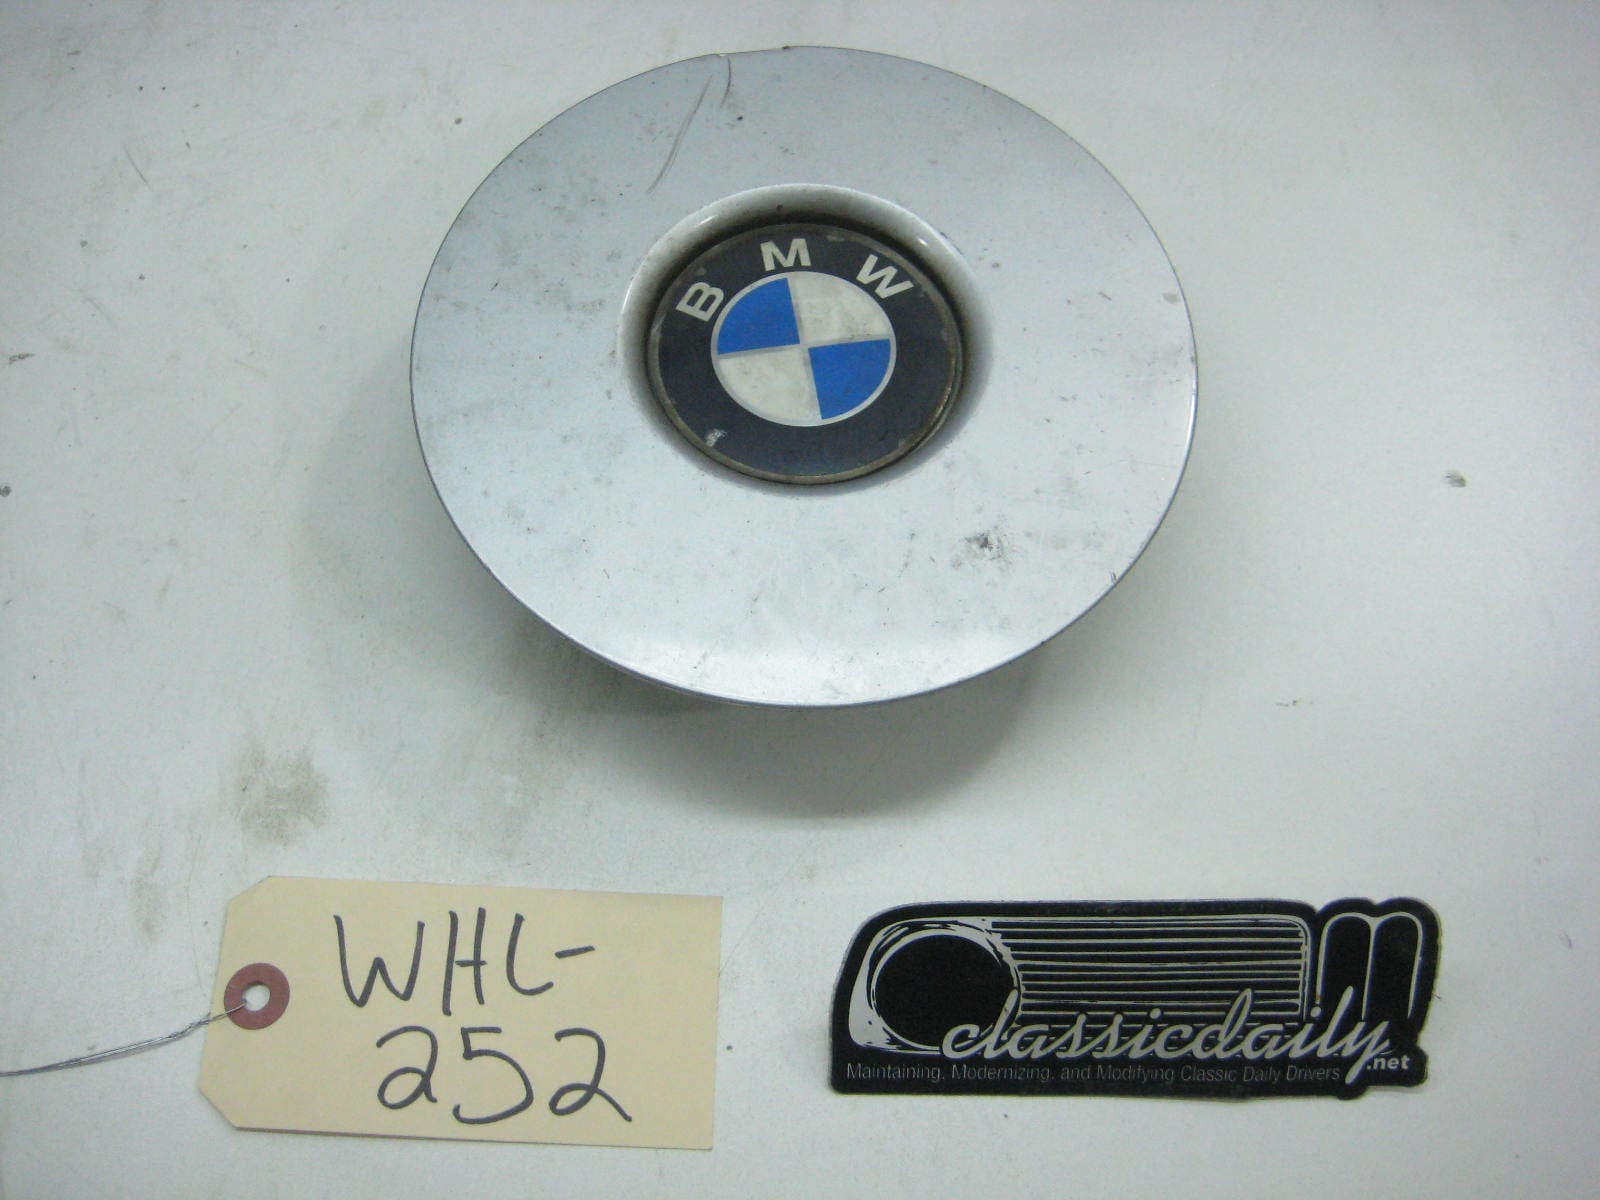 BMW
WHL-
252
classicdaily.net
Maintaining, Modernizing, and Modifying Classic Daily Drivers